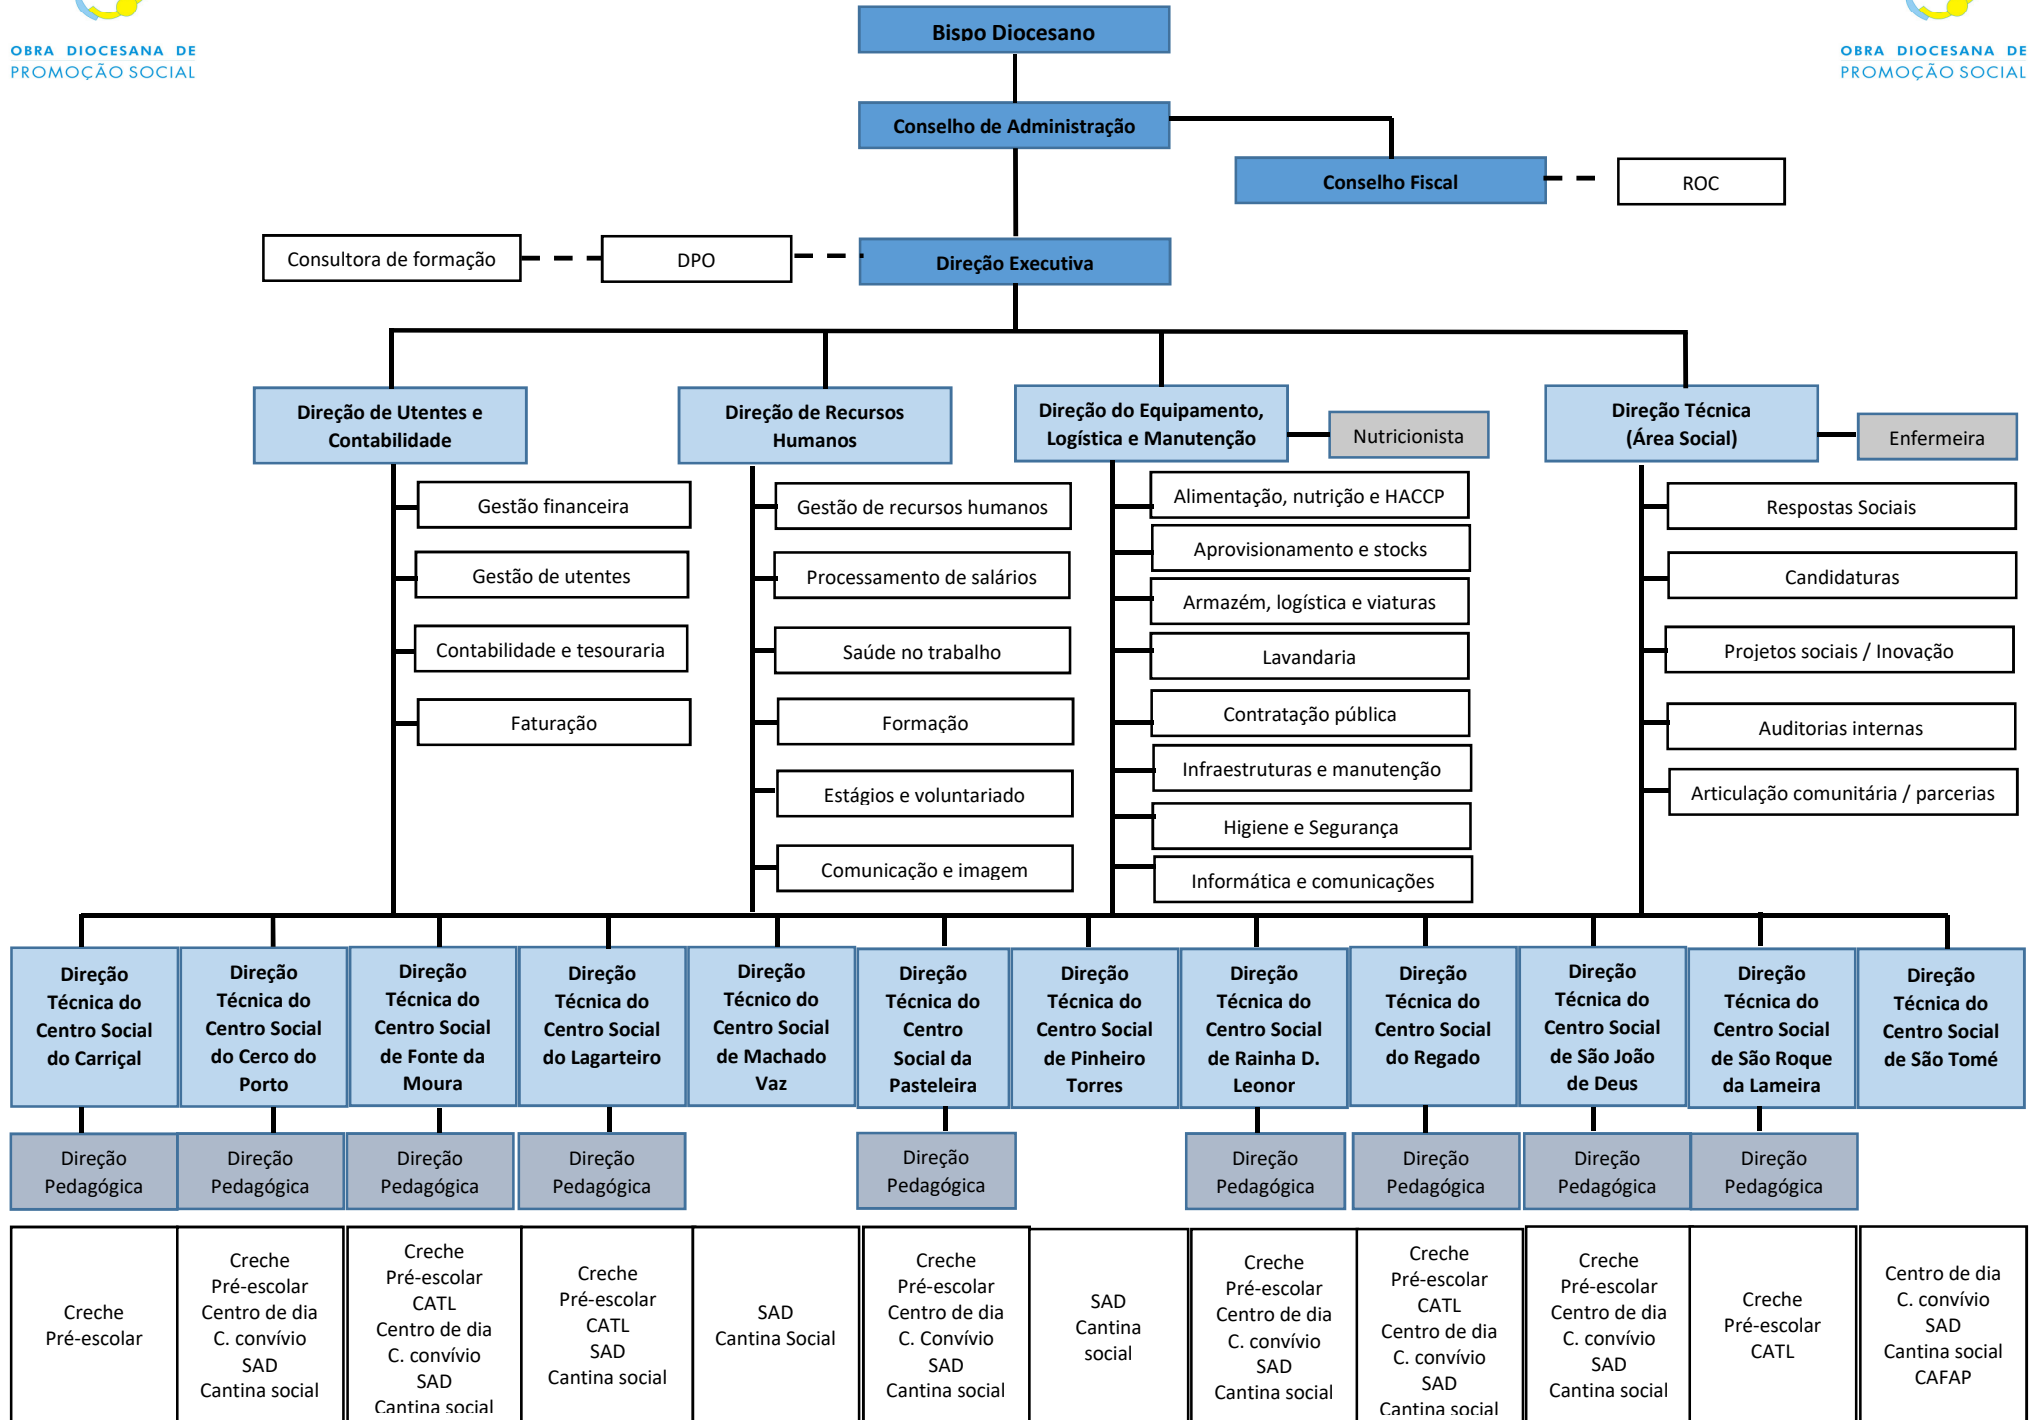 OBRA DIOCESANA DE
PROMOÇÃO SOCIAL
OBRA DIOCESANA DE
PROMOÇÃO SOCIAL
Bispo Diocesano
Conselho de Administração
Conselho Fiscal
ROC
Consultora de formação
DPO
Direção Executiva
Direção de Utentes e
Contabilidade
Direção de Recursos
Humanos
Direção do Equipamento,
Logística e Manutenção
Nutricionista
Direção Técnica
(Área Social)
Enfermeira
Gestão financeira
Gestão de utentes
Contabilidade e tesouraria
Faturação
Gestão de recursos humanos
Processamento de salários
Saúde no trabalho
Formação
Estágios e voluntariado
Comunicação e imagem
Alimentação, nutrição e HACCP
Aprovisionamento e stocks
Armazém, logística e viaturas
Lavandaria
Contratação pública
Infraestruturas e manutenção
Higiene e Segurança
Informática e comunicações
Respostas Sociais
Candidaturas
Projetos sociais / Inovação
Auditorias internas
Articulação comunitária / parcerias
Direção
Técnica do
Centro Social
do Carriçal
Direção
Técnica do
Centro Social
do Cerco do
Porto
Direção
Técnica do
Centro Social
de Fonte da
Moura
Direção
Técnica do
Centro Social
do Lagarteiro
Direção
Técnico do
Centro Social
de Machado
Vaz
Direção
Técnica do
Centro
Social da
Pasteleira
Direção
Técnica do
Centro Social
de Pinheiro
Torres
Direção
Técnica do
Centro Social
de Rainha D.
Leonor
Direção
Técnica do
Centro Social
do Regado
Direção
Técnica do
Centro Social
de São João
de Deus
Direção
Técnica do
Centro Social
de São Roque
da Lameira
Direção
Técnica do
Centro Social
de São Tomé
Direção
Pedagógica
Direção
Pedagógica
Direção
Pedagógica
Direção
Pedagógica
Direção
Pedagógica
Direção
Pedagógica
Direção
Pedagógica
Direção
Pedagógica
Direção
Pedagógica
Creche
Pré-escolar
Creche
Pré-escolar
Centro de dia
C. convívio
SAD
Cantina social
Creche
Pré-escolar
CATL
Centro de dia
C. convívio
SAD
Cantina social
Creche
Pré-escolar
CATL
SAD
Cantina social
SAD
Cantina Social
Creche
Pré-escolar
Centro de dia
C. Convívio
SAD
Cantina social
SAD
Cantina
social
Creche
Pré-escolar
Centro de dia
C. convívio
SAD
Cantina social
Creche
Pré-escolar
CATL
Centro de dia
C. convívio
SAD
Cantina social
Creche
Pré-escolar
Centro de dia
C. convívio
SAD
Cantina social
Creche
Pré-escolar
CATL
Centro de dia
C. convívio
SAD
Cantina social
CAFAP